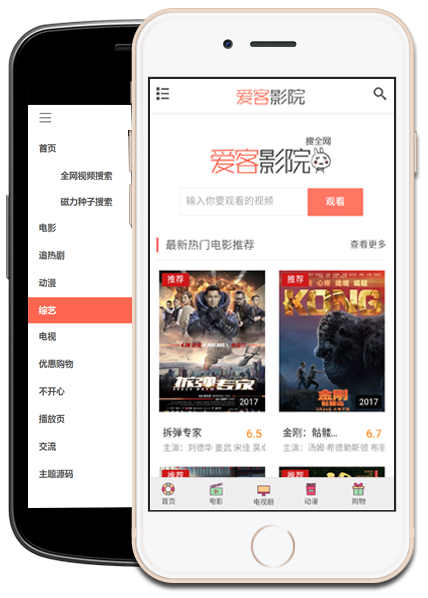 首页
全网视频搜索
磁力种子搜索
电影
追热剧
动漫
综艺
电视
优惠购物
不开心
播放页
交流
主题源码
爱客影院
搜全网
爱客影院
输入你要观看的视频
观看
最新热门电影推荐
查看更多
推荐
拆弹专家
2017
推荐
KONG
金刚
2017
拆弹专家 6.5
主演：刘德华 姜武 宋佳 吴卓
金刚：骷髅... 6.7
主演：汤姆·希德勒斯顿 布丽
推荐
推荐
首页
电影
电视剧
动漫
购物